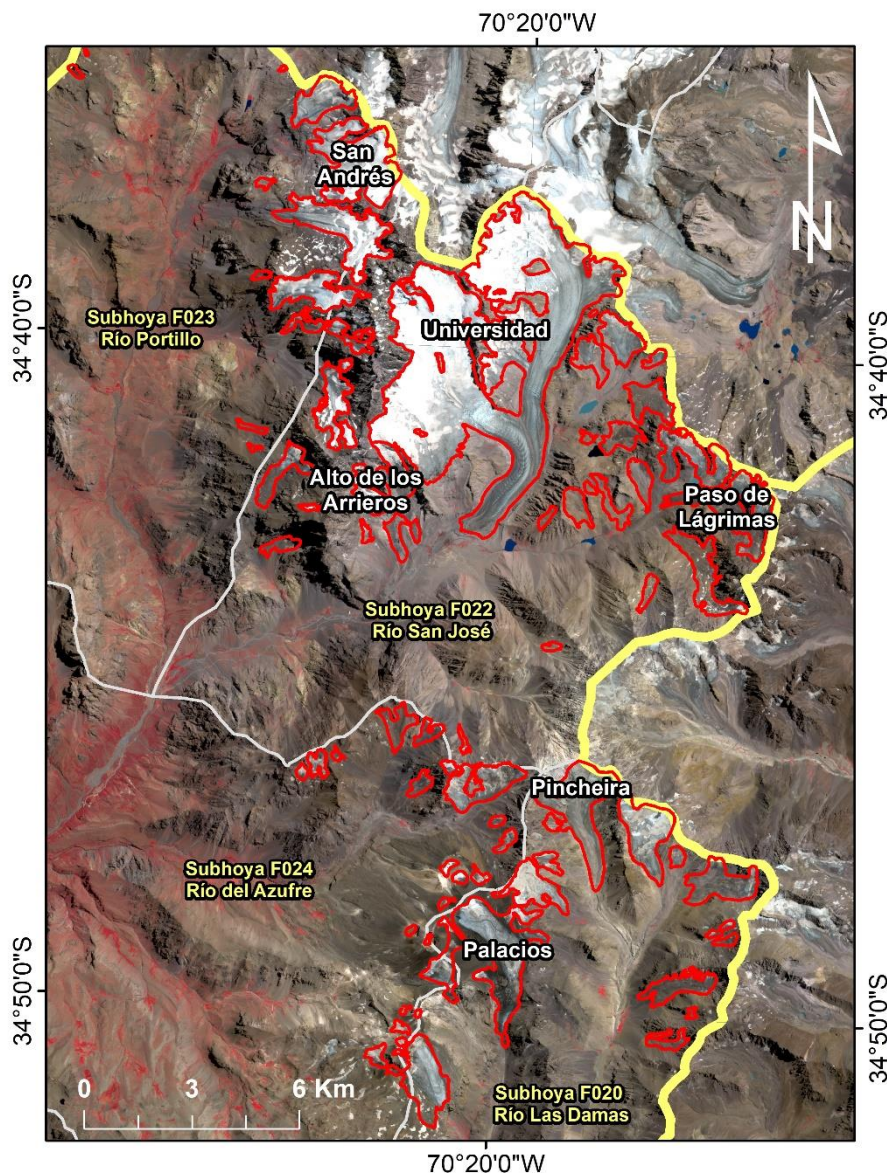 70°20'0"W
San
Andrés
N
34°40'0"S
Subhoya F023
Río Portillo
Universidad
34°40'0"S
Alto de los
Arrieros
Paso de
Lágrimas
Subhoya F022
Río San José
Pincheira
Subhoya F024
Río del Azufre
Palacios
34°50'0"S
34°50'0"S
0 3 6 Km
Subhoya F020
Río Las Damas
70°20'0"W